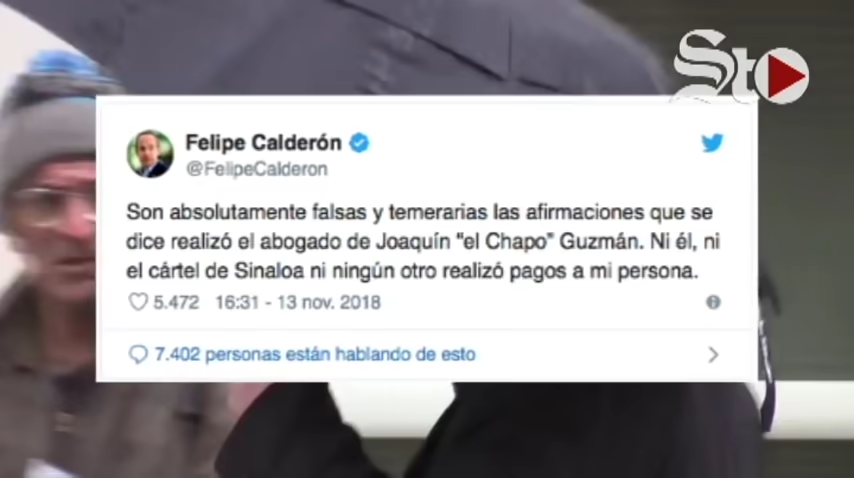 St
Felipe Calderón
@FelipeCalderon
Son absolutamente falsas y temerarias las afirmaciones que se
dice realizó el abogado de Joaquín "el Chapo" Guzmán. Ni él, ni
el cártel de Sinaloa ni ningún otro realizó pagos a mi persona.
5.472 16:31 - 13 nov. 2018
7.402 personas están hablando de esto